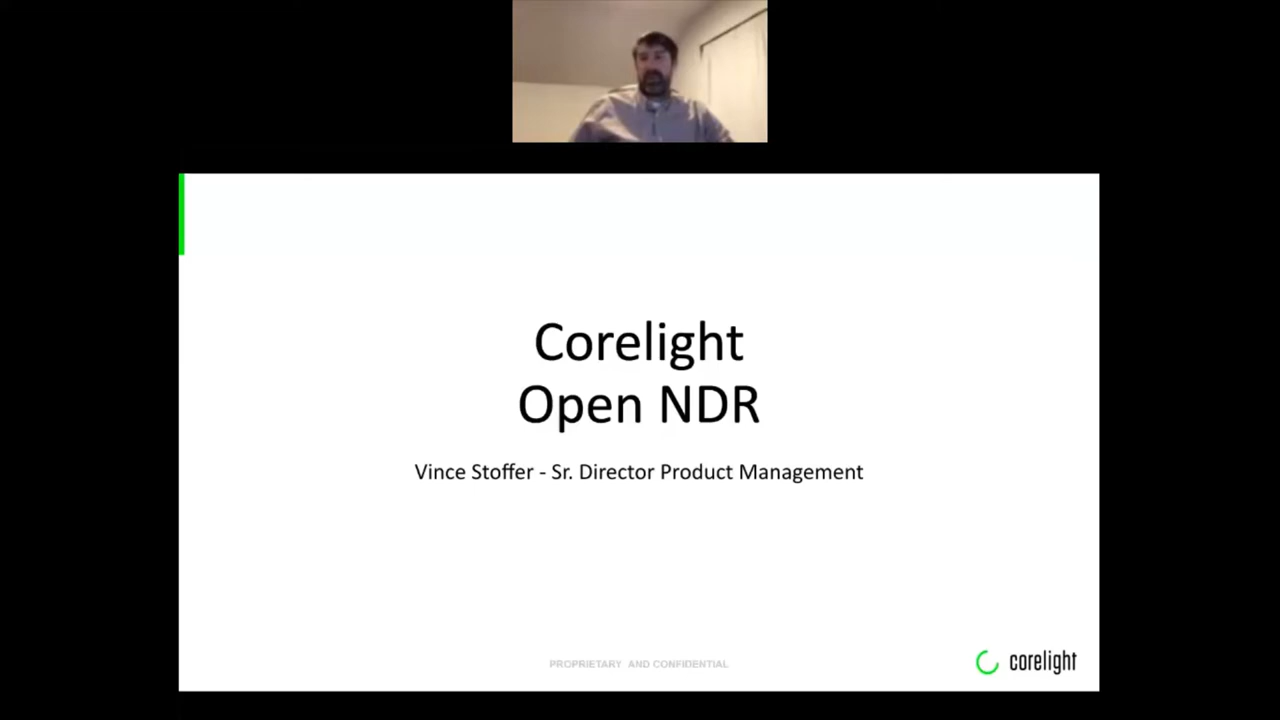 Corelight
Open NDR
Vince Stoffer - Sr. Director Product Management
PROPRIETARY AND CONFIDENTIAL
corelight